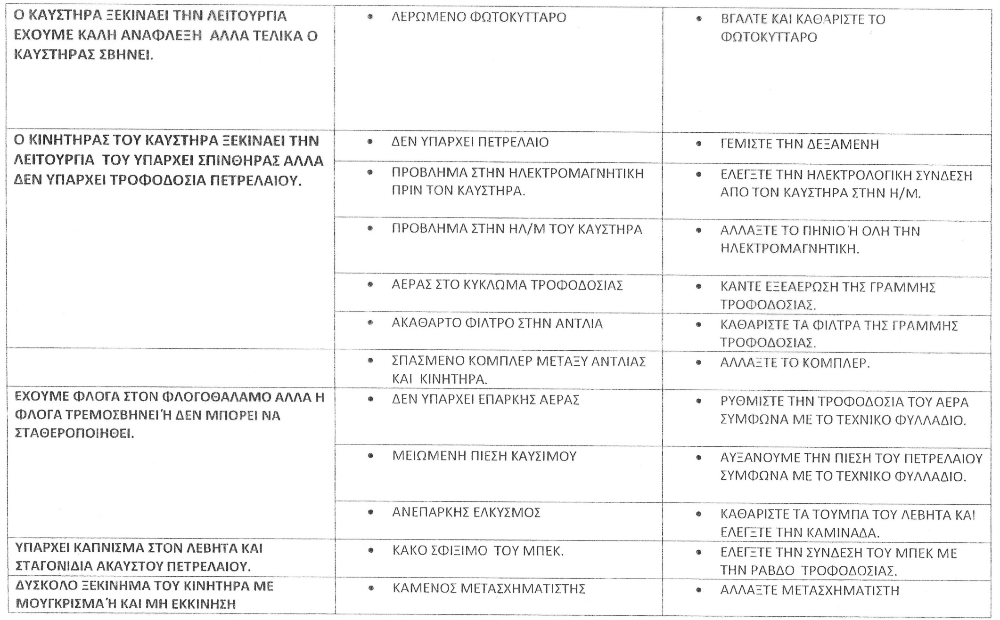 Ο ΚΑΥΣΤΗΡΑ ΞΕΚΙΝΑΕΙ ΤΗΝ ΛΕΙΤΟΥΡΓΙΑ
ΕΧΟΥΜΕ ΚΑΛΗ ΑΝΑΦΛΕΞΗ ΑΛΛΑ ΤΕΛΙΚΑ Ο
ΚΑΥΣΤΗΡΑΣ ΣΒΗΝΕΙ.
• ΛΕΡΩΜΕΝΟ ΦΩΤΟΚΥΤΤΑΡΟ
• ΒΓΑΛΤΕ ΚΑΙ ΚΑΘΑΡΙΣΤΕ ΤΟ
ΦΩΤΟΚΥΤΤΑΡΟ
Ο ΚΙΝΗΤΗΡΑΣ ΤΟΥ ΚΑΥΣΤΗΡΑ ΞΕΚΙΝΑΕΙ ΤΗΝ
ΛΕΙΤΟΥΡΓΙΑ ΤΟΥ ΥΠΑΡΧΕΙ ΣΠΙΝΘΗΡΑΣ ΑΛΛΑ
ΔΕΝ ΥΠΑΡΧΕΙ ΤΡΟΦΟΔΟΣΙΑ ΠΕΤΡΕΛΑΙΟΥ.
• ΔΕΝ ΥΠΑΡΧΕΙ ΠΕΤΡΕΛΑΙΟ
• ΓΕΜΙΣΤΕ ΤΗΝ ΔΕΞΑΜΕΝΗ
• ΠΡΟΒΛΗΜΑ ΣΤΗΝ ΗΛΕΚΤΡΟΜΑΓΝΗΤΙΚΗ
ΠΡΙΝ ΤΟΝ ΚΑΥΣΤΗΡΑ.
• ΕΛΕΓΞΤΕ ΤΗΝ ΗΛΕΚΤΡΟΛΟΓΙΚΗ ΣΥΝΔΕΣΗ
ΑΠΟ ΤΟΝ ΚΑΥΣΤΗΡΑ ΣΤΗΝ Η/Μ.
• ΠΡΟΒΛΗΜΑ ΣΤΗΝ ΗΛ/Μ ΤΟΥ ΚΑΥΣΤΗΡΑ
• ΑΛΛΑΞΤΕ ΤΟ ΠΗΝΙΟ Ή ΟΛΗ ΤΗΝ
ΗΛΕΚΤΡΟΜΑΓΝΗΤΙΚΗ.
• ΑΕΡΑΣ ΣΤΟ ΚΥΚΛΩΜΑ ΤΡΟΦΟΔΟΣΙΑΣ
• ΚΑΝΤΕ ΕΞΕΑΕΡΩΣΗ ΤΗΣ ΓΡΑΜΜΗΣ
ΤΡΟΦΟΔΟΣΙΑΣ.
• ΑΚΑΘΑΡΤΟ ΦΙΛΤΡΟ ΣΤΗΝ ΑΝΤΛΙΑ
• ΚΑΘΑΡΙΣΤΕ ΤΑ ΦΙΛΤΡΑ ΤΗΣ ΓΡΑΜΜΗΣ
ΤΡΟΦΟΔΟΣΙΑΣ.
• ΣΠΑΣΜΕΝΟ ΚΟΜΠΛΕΡ ΜΕΤΑΞΥ ΑΝΤΛΙΑΣ
ΚΑΙ ΚΙΝΗΤΗΡΑ.
• ΑΛΛΑΞΤΕ ΤΟ ΚΟΜΠΛΕΡ.
ΕΧΟΥΜΕ ΦΛΟΓΑ ΣΤΟΝ ΦΛΟΓΟΘΑΛΑΜΟ ΑΛΛΑ Η
ΦΛΟΓΑ ΤΡΕΜΟΣΒΗΝΕΙ Ή ΔΕΝ ΜΠΟΡΕΙ ΝΑ
ΣΤΑΘΕΡΟΠΟΙΗΘΕΙ.
• ΔΕΝ ΥΠΑΡΧΕΙ ΕΠΑΡΚΗΣ ΑΕΡΑΣ
• ΡΥΘΜΙΣΤΕ ΤΗΝ ΤΡΟΦΟΔΟΣΙΑ ΤΟΥ ΑΕΡΑ
ΣΥΜΦΩΝΑ ΜΕ ΤΟ ΤΕΧΝΙΚΟ ΦΥΛΛΑΔΙΟ.
• ΜΕΙΩΜΕΝΗ ΠΙΕΣΗ ΚΑΥΣΙΜΟΥ
• ΑΥΞΑΝΟΥΜΕ ΤΗΝ ΠΙΕΣΗ ΤΟΥ ΠΕΤΡΕΛΑΙΟΥ
ΣΥΜΦΩΝΑ ΜΕ ΤΟ ΤΕΧΝΙΚΟ ΦΥΛΛΑΔΙΟ.
• ΑΝΕΠΑΡΚΗΣ ΕΛΚΥΣΜΟΣ
• ΚΑΘΑΡΙΣΤΕ ΤΑ ΤΟΥΜΠΑ ΤΟΥ ΛΕΒΗΤΑ ΚΑΙ
ΕΛΕΓΞΤΕ ΤΗΝ ΚΑΜΙΝΑΔΑ.
ΥΠΑΡΧΕΙ ΚΑΠΝΙΣΜΑ ΣΤΟΝ ΛΕΒΗΤΑ ΚΑΙ
ΣΤΑΓΟΝΙΔΙΑ ΑΚΑΥΣΤΟΥ ΠΕΤΡΕΛΑΙΟΥ.
• ΚΑΚΟ ΣΦΙΞΙΜΟ ΤΟΥ ΜΠΕΚ.
• ΕΛΕΓΞΤΕ ΤΗΝ ΣΥΝΔΕΣΗ ΤΟΥ ΜΠΕΚ ΜΕ
ΤΗΝ ΡΑΒΔΟ ΤΡΟΦΟΔΟΣΙΑΣ.
ΔΥΣΚΟΛΟ ΞΕΚΙΝΗΜΑ ΤΟΥ ΚΙΝΗΤΗΡΑ ΜΕ
ΜΟΥΓΚΡΙΣΜΑ Ή ΚΑΙ ΜΗ ΕΚΚΙΝΗΣΗ
• ΚΑΜΕΝΟΣ ΜΕΤΑΣΧΗΜΑΤΙΣΤΗΣ
• ΑΛΛΑΞΤΕ ΜΕΤΑΣΧΗΜΑΤΙΣΤΗ